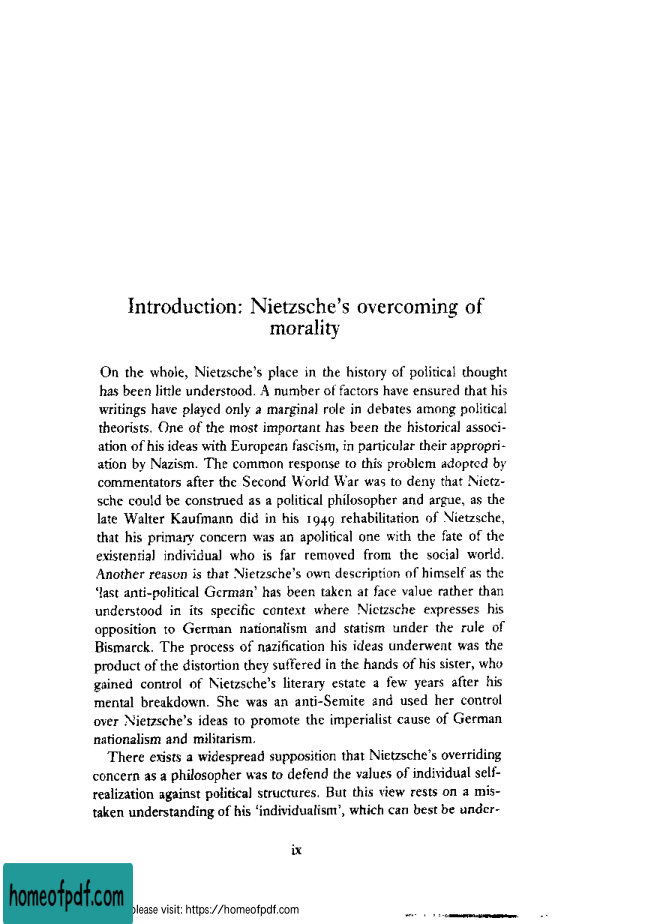 Introduction: Nietzsche's overcoming of
morality
On the whole, Nietzsche's place in the history of political thought
has been little understood. A number of factors have ensured that his
writings have played only a marginal role in debates among political
theorists. One of the most important has been the historical associ-
ation of his ideas with European fascism, in particular their appropri-
ation by Nazism. The common response to this problem adopted by
commentators after the Second World War was to deny that Nietz-
sche could be construed as a political philosopher and argue, as the
late Walter Kaufmann did in his 1949 rehabilitation of Nietzsche,
that his primary concern was an apolitical one with the fate of the
existential individual who is far removed from the social world.
Another reason is that Nietzsche's own description of himself as the
'last anti-political German' has been taken at face value rather than
understood in its specific context where Nietzsche expresses his
opposition to German nationalism and statism under the rule of
Bismarck. The process of nazification his ideas underwent was the
product of the distortion they suffered in the hands of his sister, who
gained control of Nietzsche's literary estate a few years after his
mental breakdown. She was an anti-Semite and used her control
over Nietzsche's ideas to promote the imperialist cause of German
nationalism and militarism.
There exists a widespread supposition that Nietzsche's overriding
concern as a philosopher was to defend the values of individual self-
realization against political structures. But this view rests on a mis-
taken understanding of his 'individualism', which can best be under-
ix
homeofpdf.com
please visit: https://homeofpdf.com